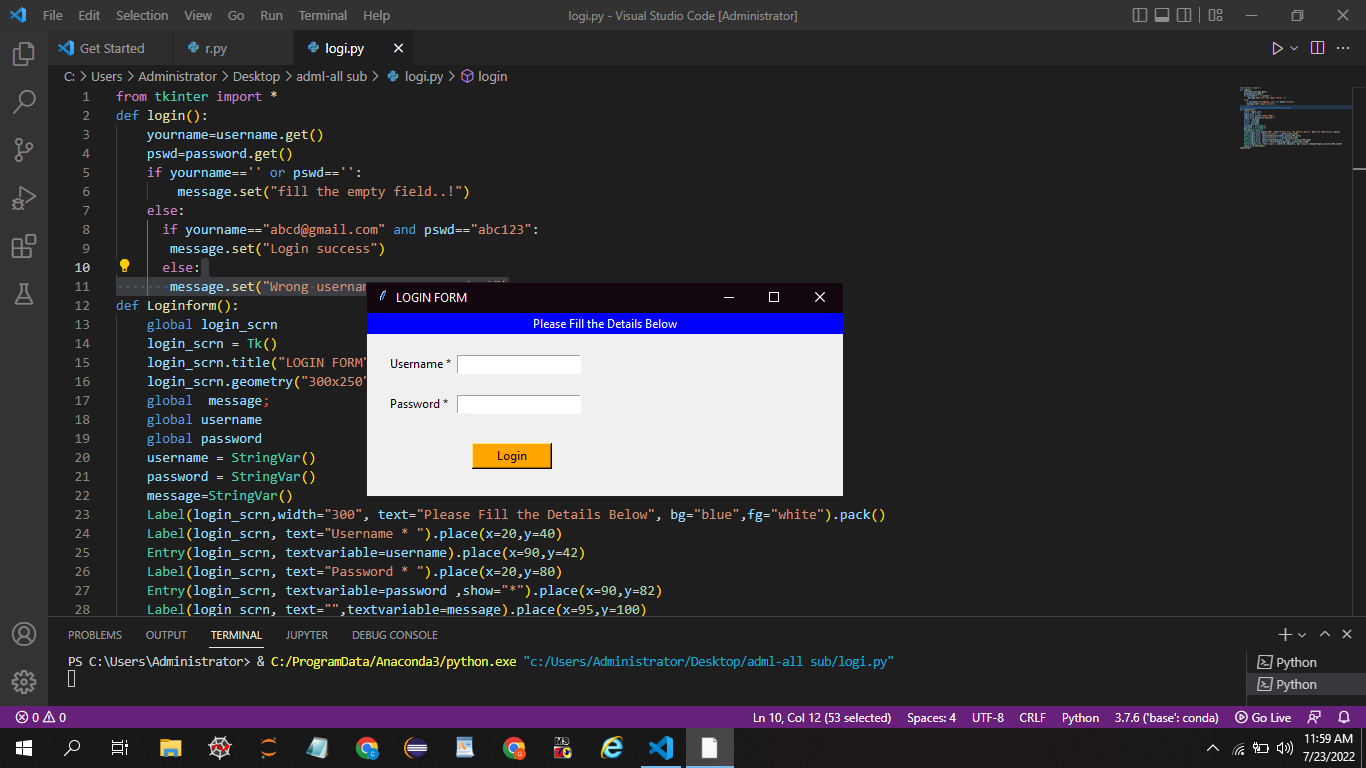 File Edit Selection View Go Run Terminal Help logi.py - Visual Studio Code [Administrator]
Get Started r.py logi.py
C: > Users > Administrator > Desktop > adml-all sub > logi.py > login
1 from tkinter import *
2 def login():
3 yourname=username.get()
4 pswd=password.get()
5 if yourname=='' or pswd=='':
6 message.set("fill the empty field..!")
7 else:
8 if yourname=="abcd@gmail.com" and pswd=="abc123":
9 message.set("Login success")
10 else:
11 message.set("Wrong usernam
12 def Loginform():
13 global login_scrn
14 login_scrn = Tk()
15 login_scrn.title("LOGIN FORM"
16 login_scrn.geometry("300x250"
17 global message;
18 global username
19 global password
20 username = StringVar()
21 password = StringVar()
22 message=StringVar()
23 Label(login_scrn,width="300", text="Please Fill the Details Below", bg="blue",fg="white").pack()
24 Label(login_scrn, text="Username * ").place(x=20,y=40)
25 Entry(login_scrn, textvariable=username).place(x=90,y=42)
26 Label(login_scrn, text="Password * ").place(x=20,y=80)
27 Entry(login_scrn, textvariable=password ,show="*").place(x=90,y=82)
28 Label(login_scrn, text="",textvariable=message).place(x=95,y=100)
LOGIN FORM
Please Fill the Details Below
Username *
Password *
Login
PROBLEMS OUTPUT TERMINAL JUPYTER DEBUG CONSOLE
PS C:\Users\Administrator> & C:/ProgramData/Anaconda3/python.exe "c:/Users/Administrator/Desktop/adml-all sub/logi.py"
Python
Python
0 0 Ln 10, Col 12 (53 selected) Spaces: 4 UTF-8 CRLF Python 3.7.6 ('base': conda) Go Live
11:59 AM
7/23/2022